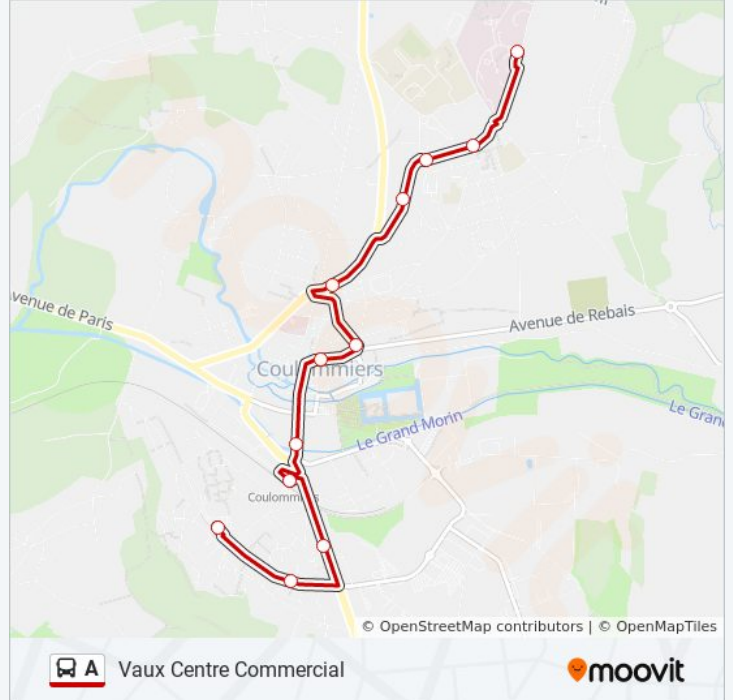 Avenue de Paris
Avenue de Rebais
Coulommiers
Le Grand Morin
Le Gran
Coulommiers
© OpenStreetMap contributors | © OpenMapTiles
A Vaux Centre Commercial
moovit